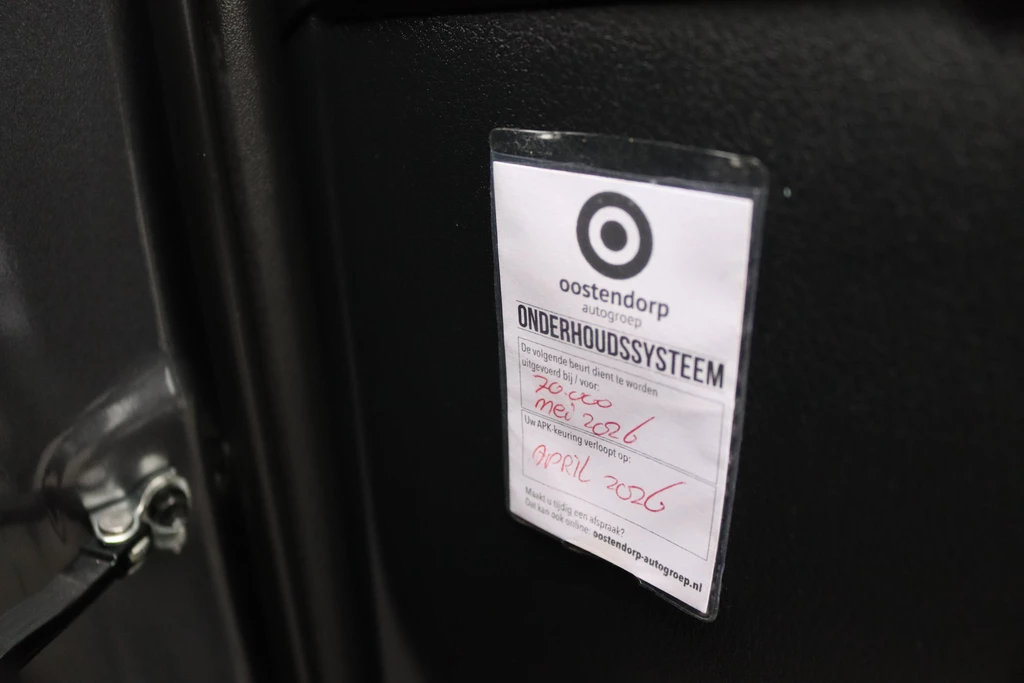 oostendorp
autogroep
ONDERHOUDSSYSTEEM
De volgende beurt dient te worden
uitgevoerd bij / voor:
70.000
mei 2026
Uw APK-keuring verloopt op:
APRIL 2026
Maakt u tijdig een afspraak?
Dat kan ook online: oostendorp-autogroep.nl